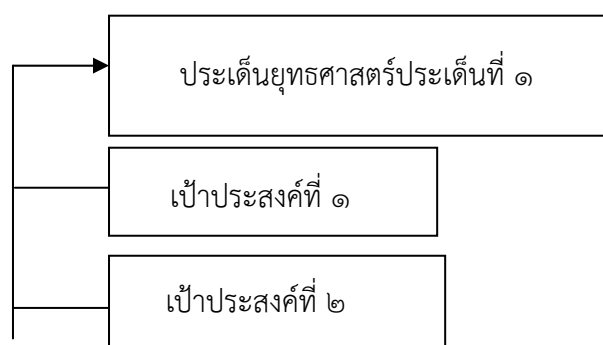 ประเด็นยุทธศาสตร์ประเด็นที่ ๑
เป้าประสงค์ที่ ๑
เป้าประสงค์ที่ ๒